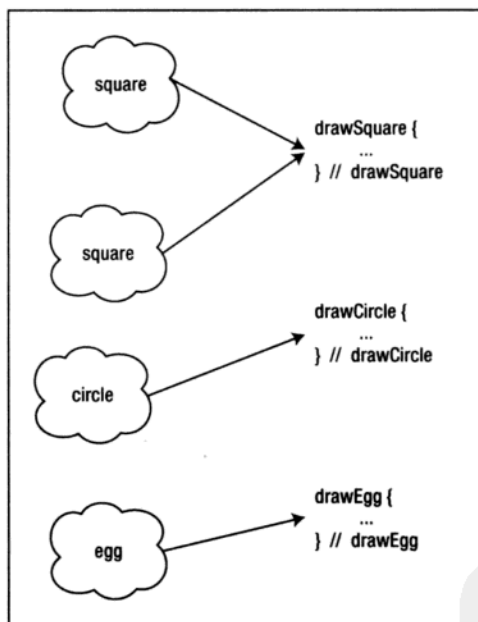 square
drawSquare {
...
} // drawSquare
square
drawCircle {
...
} // drawCircle
circle
drawEgg {
...
} // drawEgg
egg